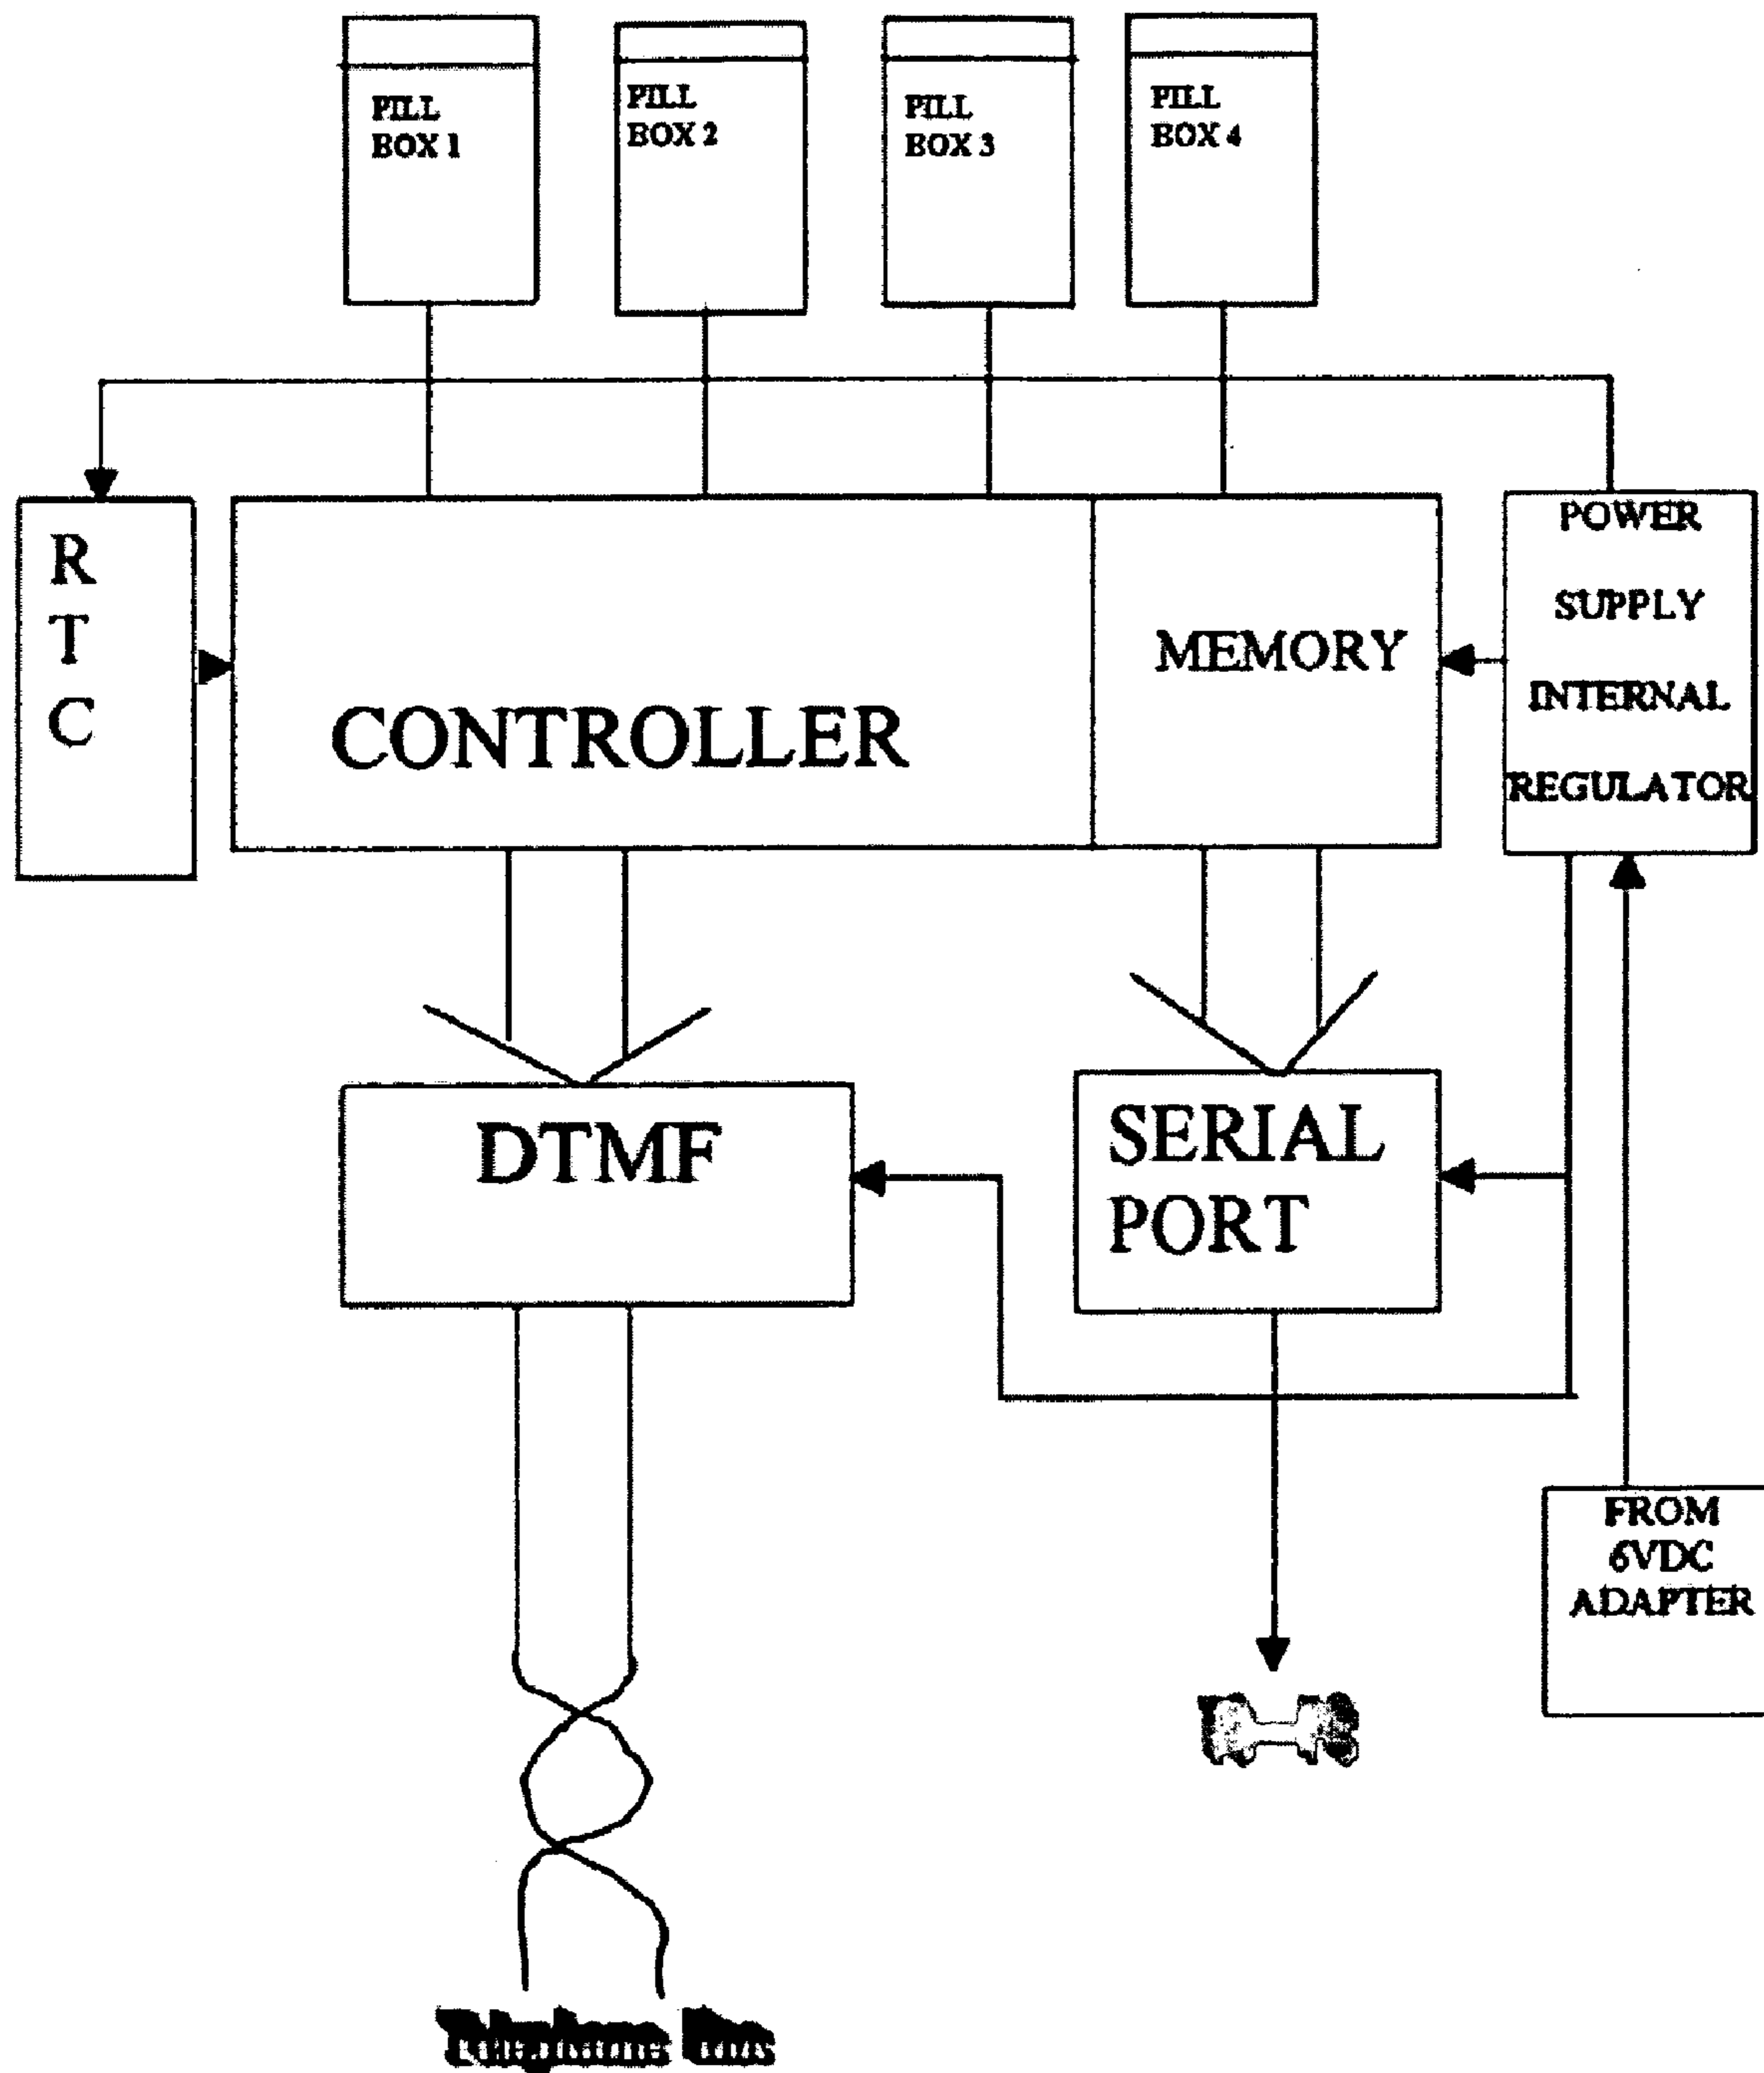 PILL
BOX 1
PILL
BOX 2
PILL
BOX 3
PILL
BOX 4
R
T
C
CONTROLLER
MEMORY
POWER
SUPPLY
INTERNAL
REGULATOR
DTMF
SERIAL
PORT
FROM
6VDC
ADAPTER
Telephone